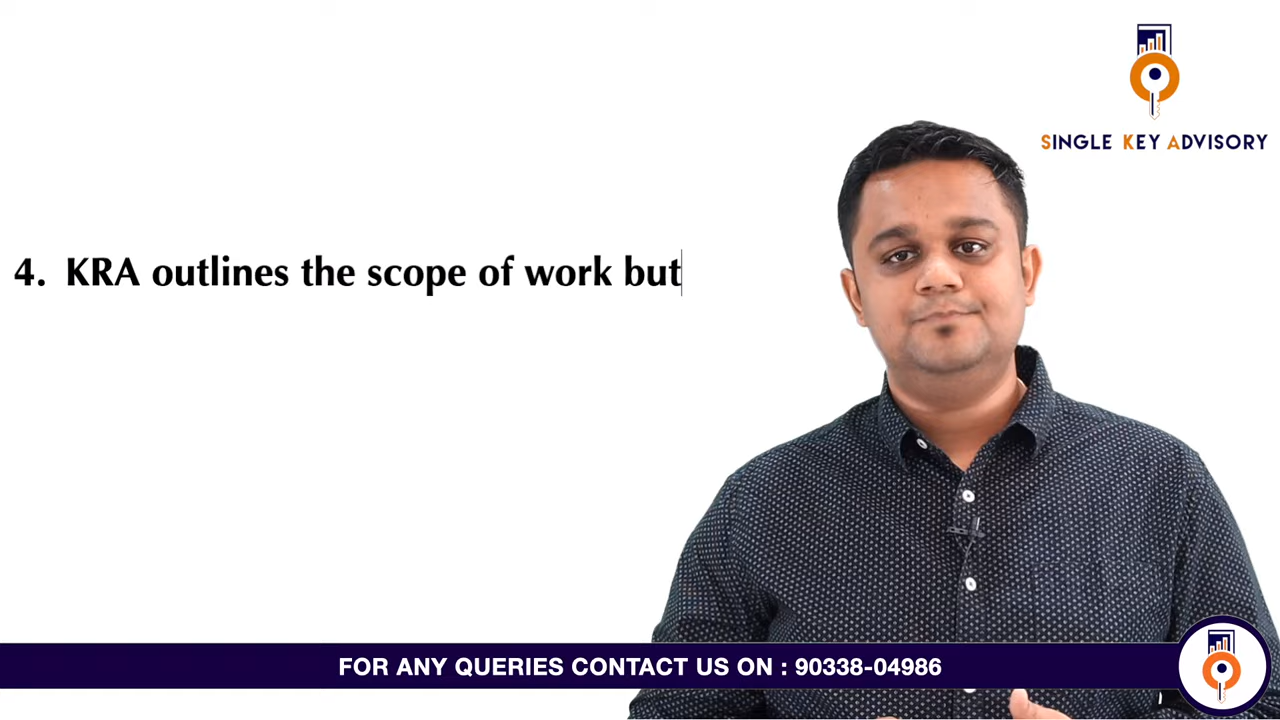 SINGLE KEY ADVISORY
4. KRA outlines the scope of work but
FOR ANY QUERIES CONTACT US ON : 90338-04986